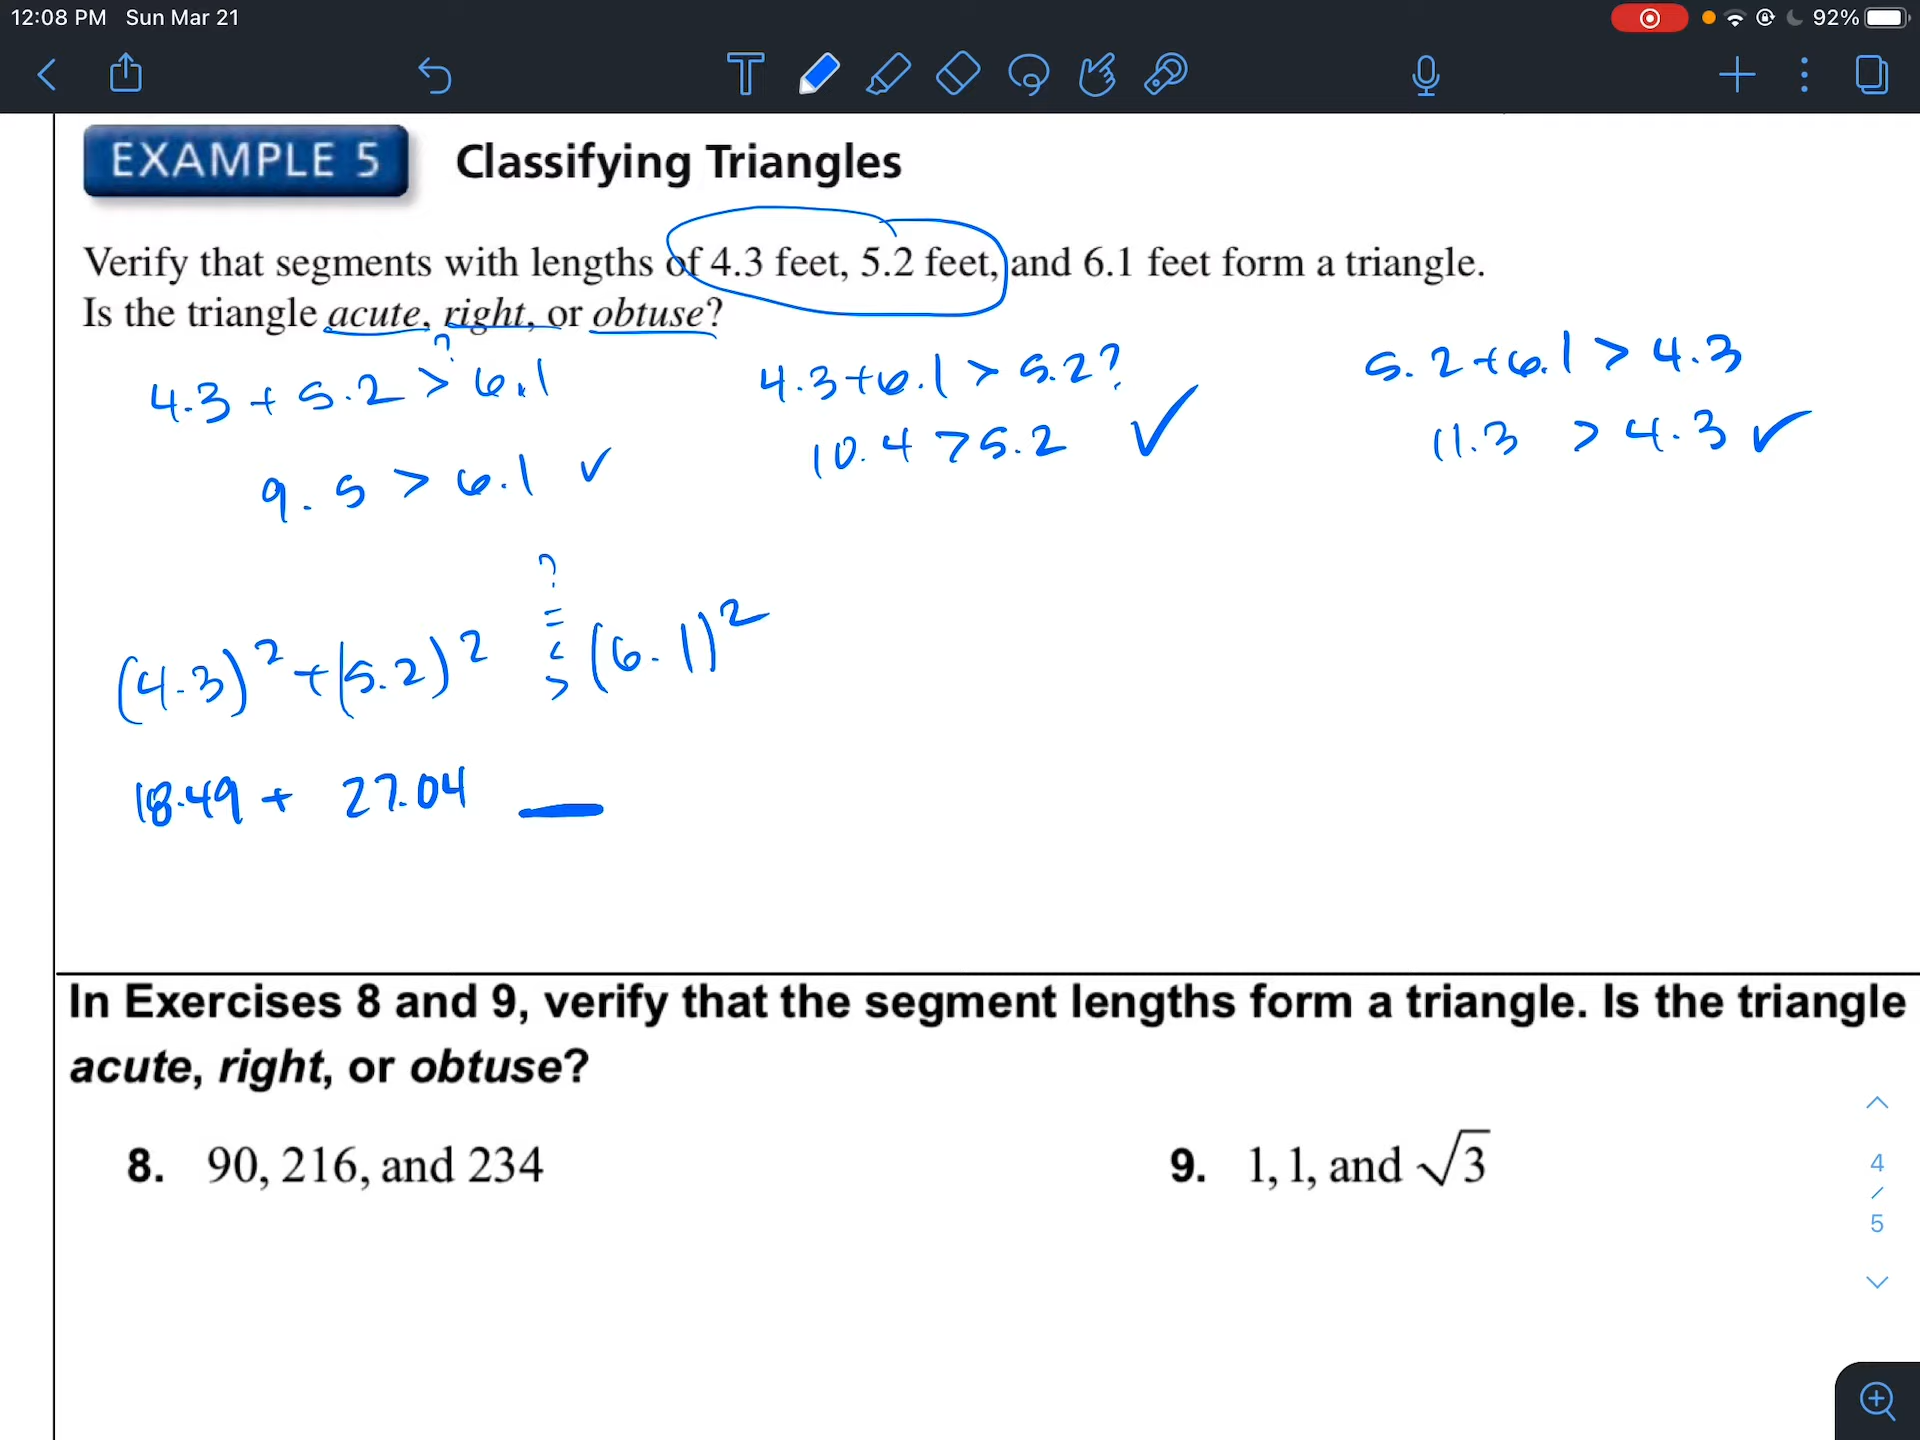 12:08 PM Sun Mar 21 92%
EXAMPLE 5 Classifying Triangles
Verify that segments with lengths of 4.3 feet, 5.2 feet, and 6.1 feet form a triangle.
Is the triangle acute, right, or obtuse?
4.3 + 5.2 > 6.1
?
9.5 > 6.1 ✓
4.3+6.1 > 5.2?
10.4 > 5.2 ✓
5.2+6.1 > 4.3
11.3 > 4.3 ✓
?
=
<
>
(4.3)² + (5.2)² (6.1)²
18.49 + 27.04 __
In Exercises 8 and 9, verify that the segment lengths form a triangle. Is the triangle
acute, right, or obtuse?
8. 90, 216, and 234
9. 1, 1, and √3
4
/
5